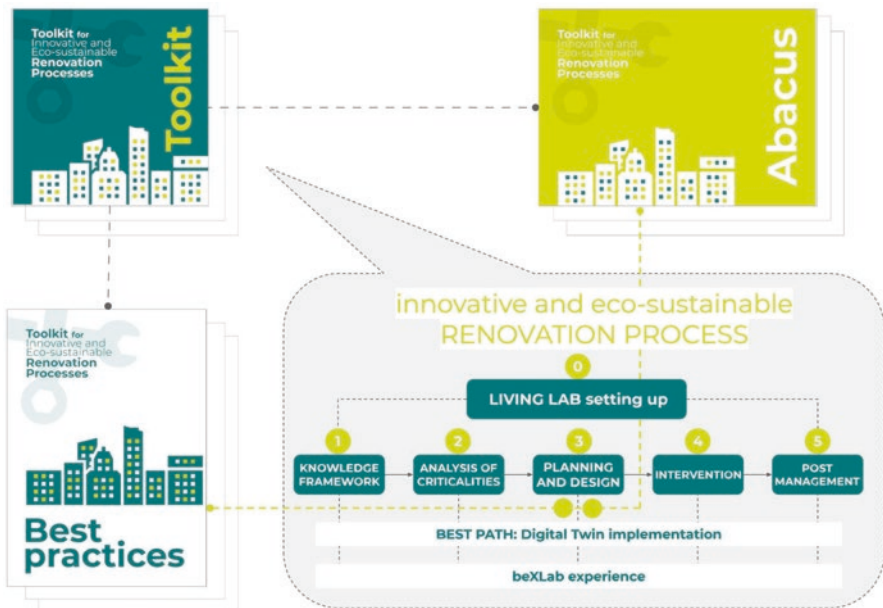 Toolkit for
Innovative and
Eco-sustainable
Renovation
Processes
Toolkit
Toolkit for
Innovative and
Eco-sustainable
Renovation
Processes
Abacus
Toolkit for
Innovative and
Eco-sustainable
Renovation
Processes
Best
practices
innovative and eco-sustainable
RENOVATION PROCESS
0
LIVING LAB setting up
1
2
3
4
5
KNOWLEDGE
FRAMEWORK
ANALYSIS OF
CRITICALITIES
PLANNING
AND DESIGN
INTERVENTION
POST
MANAGEMENT
BEST PATH: Digital Twin implementation
beXLab experience